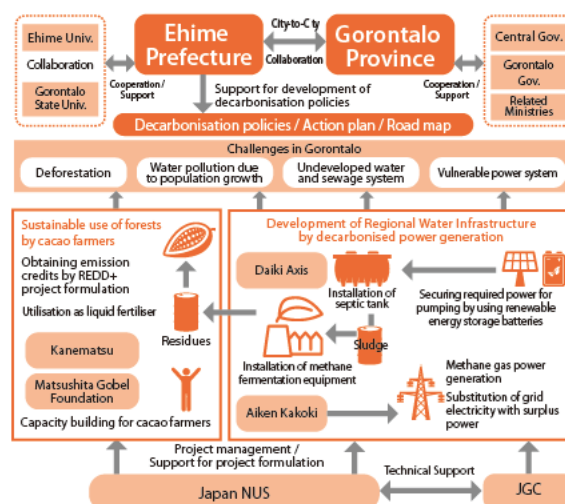 Ehime Univ.
Collaboration
Gorontalo
State Univ.
Cooperation /
Support
Ehime
Prefecture
City-to-City
Collaboration
Gorontalo
Province
Cooperation /
Support
Central Gov.
Gorontalo
Gov.
Related
Ministries
Support for development of
decarbonisation policies
Decarbonisation policies / Action plan / Road map
Challenges in Gorontalo
Deforestation
Water pollution due
to population growth
Undeveloped water
and sewage system
Vulnerable power system
Sustainable use of forests
by cacao farmers
Obtaining emission
credits by REDD+
project formulation
Utilisation as liquid fertiliser
Residues
Kanematsu
Matsushita Gobel
Foundation
Capacity building for cacao farmers
Development of Regional Water Infrastructure
by decarbonised power generation
Daiki Axis
Installation of
septic tank
Securing required power for
pumping by using renewable
energy storage batteries
Sludge
Installation of methane
fermentation equipment
Aiken Kakoki
Methane gas power
generation
Substitution of grid
electricity with surplus
power
Project management /
Support for project formulation
Japan NUS
Technical Support
JGC